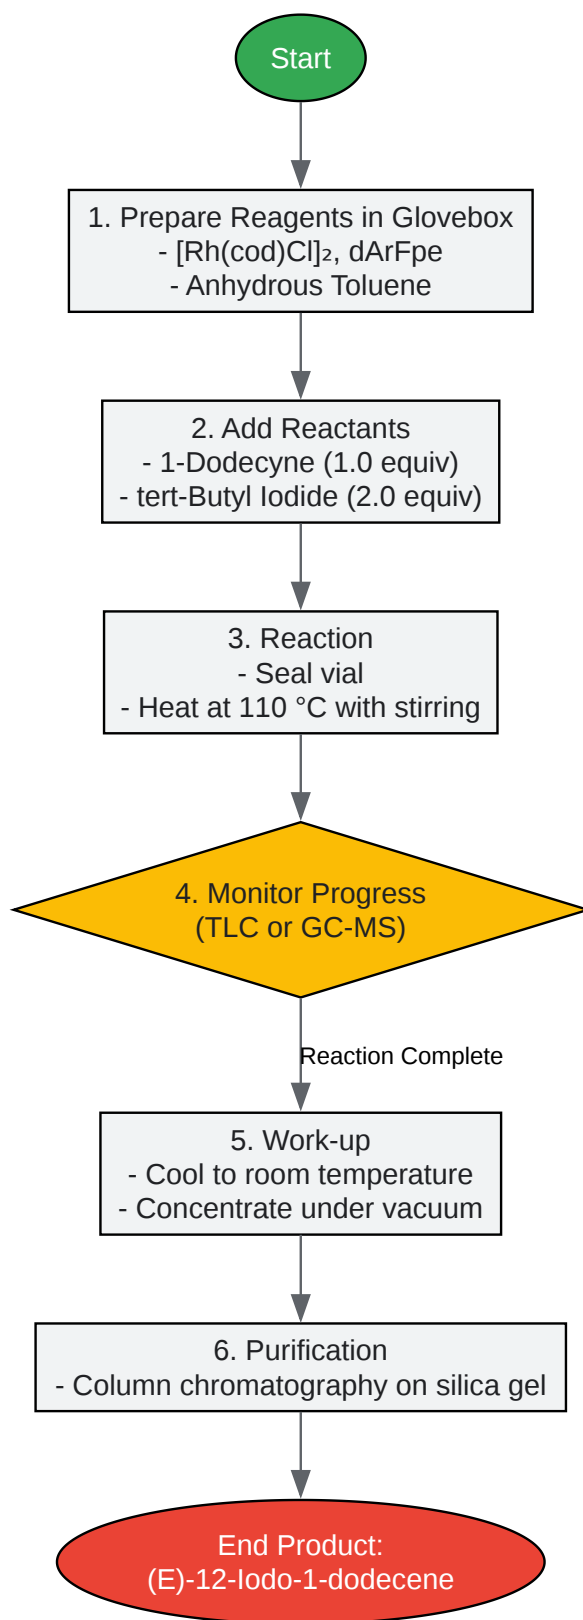 Start
1. Prepare Reagents in Glovebox
- [Rh(cod)Cl]₂, dArFpe
- Anhydrous Toluene
2. Add Reactants
- 1-Dodecyne (1.0 equiv)
- tert-Butyl Iodide (2.0 equiv)
3. Reaction
- Seal vial
- Heat at 110 °C with stirring
4. Monitor Progress
(TLC or GC-MS)
Reaction Complete
5. Work-up
- Cool to room temperature
- Concentrate under vacuum
6. Purification
- Column chromatography on silica gel
End Product:
(E)-12-Iodo-1-dodecene